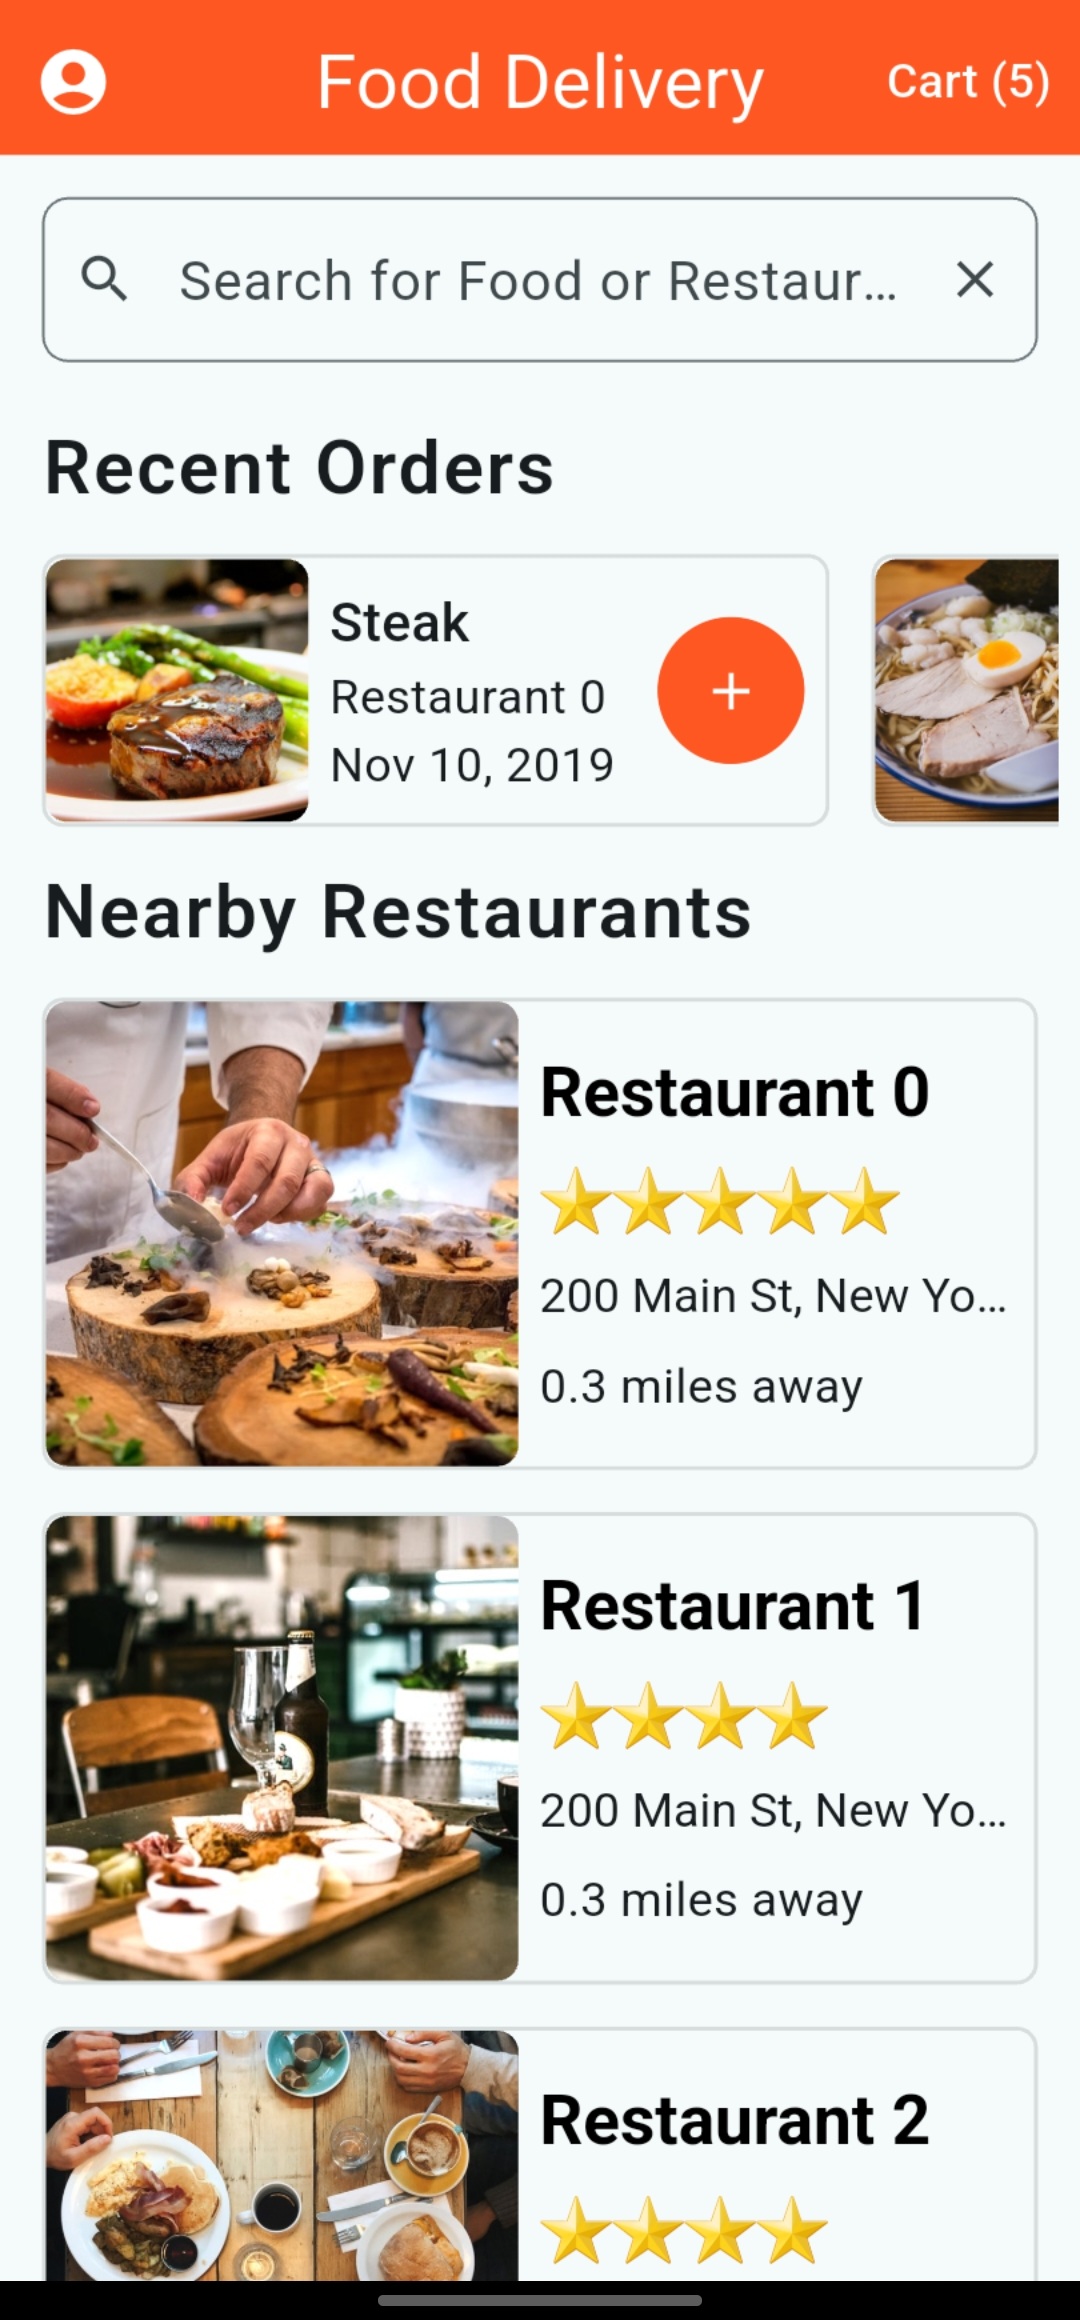 Food Delivery
Cart (5)
Search for Food or Restaur...
Recent Orders
Steak
Restaurant 0
Nov 10, 2019
+
Nearby Restaurants
Restaurant 0
200 Main St, New Yo...
0.3 miles away
Restaurant 1
200 Main St, New Yo...
0.3 miles away
Restaurant 2